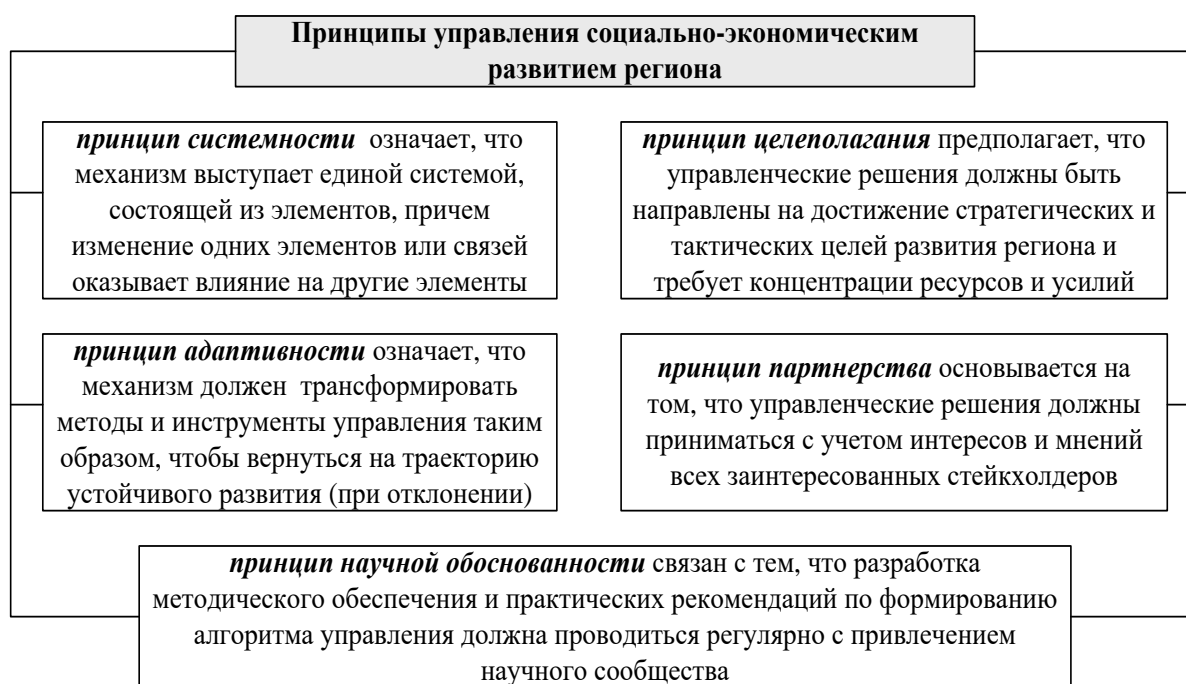 Принципы управления социально-экономическим
развитием региона
принцип системности означает, что
механизм выступает единой системой,
состоящей из элементов, причем
изменение одних элементов или связей
оказывает влияние на другие элементы
принцип целеполагания предполагает, что
управленческие решения должны быть
направлены на достижение стратегических и
тактических целей развития региона и
требует концентрации ресурсов и усилий
принцип адаптивности означает, что
механизм должен трансформировать
методы и инструменты управления таким
образом, чтобы вернуться на траекторию
устойчивого развития (при отклонении)
принцип партнерства основывается на
том, что управленческие решения должны
приниматься с учетом интересов и мнений
всех заинтересованных стейкхолдеров
принцип научной обоснованности связан с тем, что разработка
методического обеспечения и практических рекомендаций по формированию
алгоритма управления должна проводиться регулярно с привлечением
научного сообщества